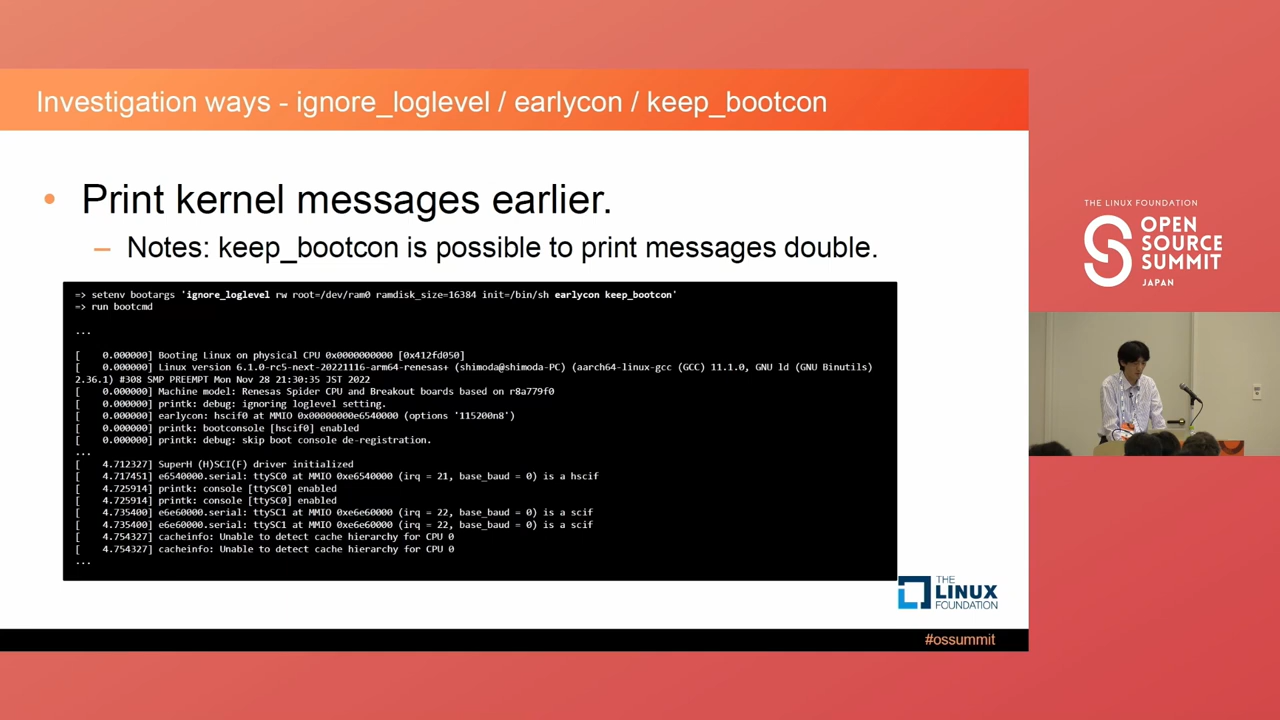 Investigation ways - ignore_loglevel / earlycon / keep_bootcon
• Print kernel messages earlier.
– Notes: keep_bootcon is possible to print messages double.
=> setenv bootargs 'ignore_loglevel rw root=/dev/ram0 ramdisk_size=16384 init=/bin/sh earlycon keep_bootcon'
=> run bootcmd
...
[    0.000000] Booting Linux on physical CPU 0x0000000000 [0x412fd050]
[    0.000000] Linux version 6.1.0-rc5-next-20221116-arm64-renesas+ (shimoda@shimoda-PC) (aarch64-linux-gcc (GCC) 11.1.0, GNU ld (GNU Binutils)
2.36.1) #308 SMP PREEMPT Mon Nov 28 21:30:35 JST 2022
[    0.000000] Machine model: Renesas Spider CPU and Breakout boards based on r8a779f0
[    0.000000] printk: debug: ignoring loglevel setting.
[    0.000000] earlycon: hscif0 at MMIO 0x00000000e6540000 (options '115200n8')
[    0.000000] printk: bootconsole [hscif0] enabled
[    0.000000] printk: debug: skip boot console de-registration.
...
[    4.712327] SuperH (H)SCI(F) driver initialized
[    4.717451] e6540000.serial: ttySC0 at MMIO 0xe6540000 (irq = 21, base_baud = 0) is a hscif
[    4.725914] printk: console [ttySC0] enabled
[    4.725914] printk: console [ttySC0] enabled
[    4.735400] e6e60000.serial: ttySC1 at MMIO 0xe6e60000 (irq = 22, base_baud = 0) is a scif
[    4.735400] e6e60000.serial: ttySC1 at MMIO 0xe6e60000 (irq = 22, base_baud = 0) is a scif
[    4.754327] cacheinfo: Unable to detect cache hierarchy for CPU 0
[    4.754327] cacheinfo: Unable to detect cache hierarchy for CPU 0
...
THE
LINUX
FOUNDATION
#ossummit
THE LINUX FOUNDATION
OPEN
SOURCE
SUMMIT
JAPAN